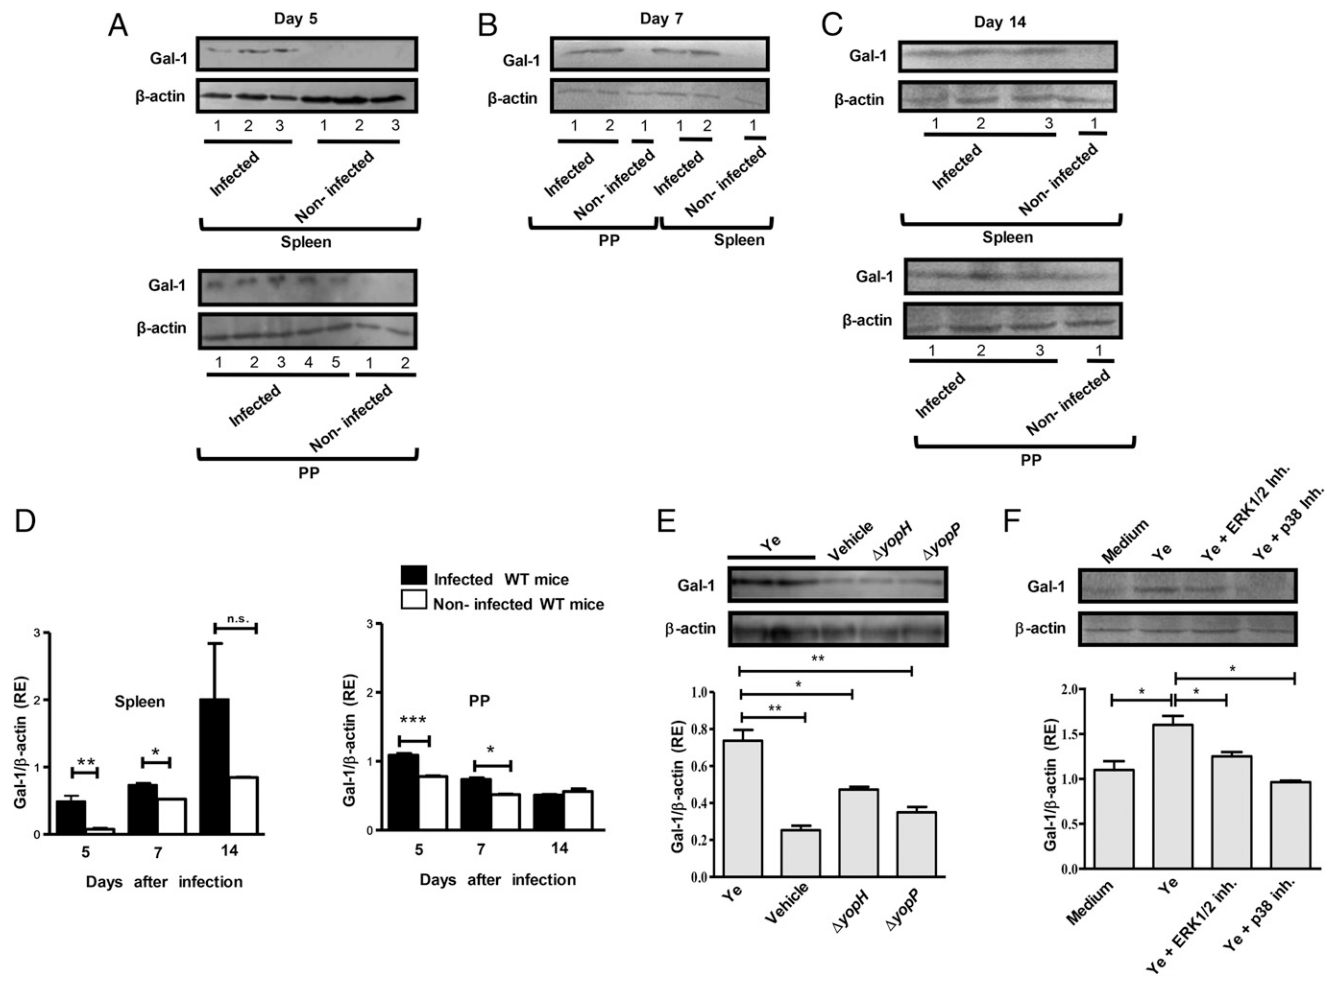 A
Day 5
Gal-1
β-actin
1 2 3 1 2 3
Infected
Non- infected
Spleen
Gal-1
β-actin
1 2 3 4 5 1 2
Infected
Non- infected
PP
B
Day 7
Gal-1
β-actin
1 2 1 1 2 1
Infected
Non- infected
Infected
Non- infected
PP
Spleen
C
Day 14
Gal-1
β-actin
1 2 3 1
Infected
Non- infected
Spleen
Gal-1
β-actin
1 2 3 1
Infected
Non- infected
PP
D
Infected WT mice
Non- infected WT mice
Gal-1/β-actin (RE)
3
2
1
0
Spleen
**
*
n.s.
5 7 14
Days after infection
Gal-1/β-actin (RE)
3
2
1
0
PP
***
*
5 7 14
Days after infection
E
Ye
Vehicle
ΔyopH
ΔyopP
Gal-1
β-actin
**
*
**
Gal-1/β-actin (RE)
1.0
0.8
0.6
0.4
0.2
0.0
Ye
Vehicle
ΔyopH
ΔyopP
F
Medium
Ye
Ye + ERK1/2 Inh.
Ye + p38 Inh.
Gal-1
β-actin
*
* *
Gal-1/β-actin (RE)
2.0
1.5
1.0
0.5
0.0
Medium
Ye
Ye + ERK1/2 inh.
Ye + p38 inh.